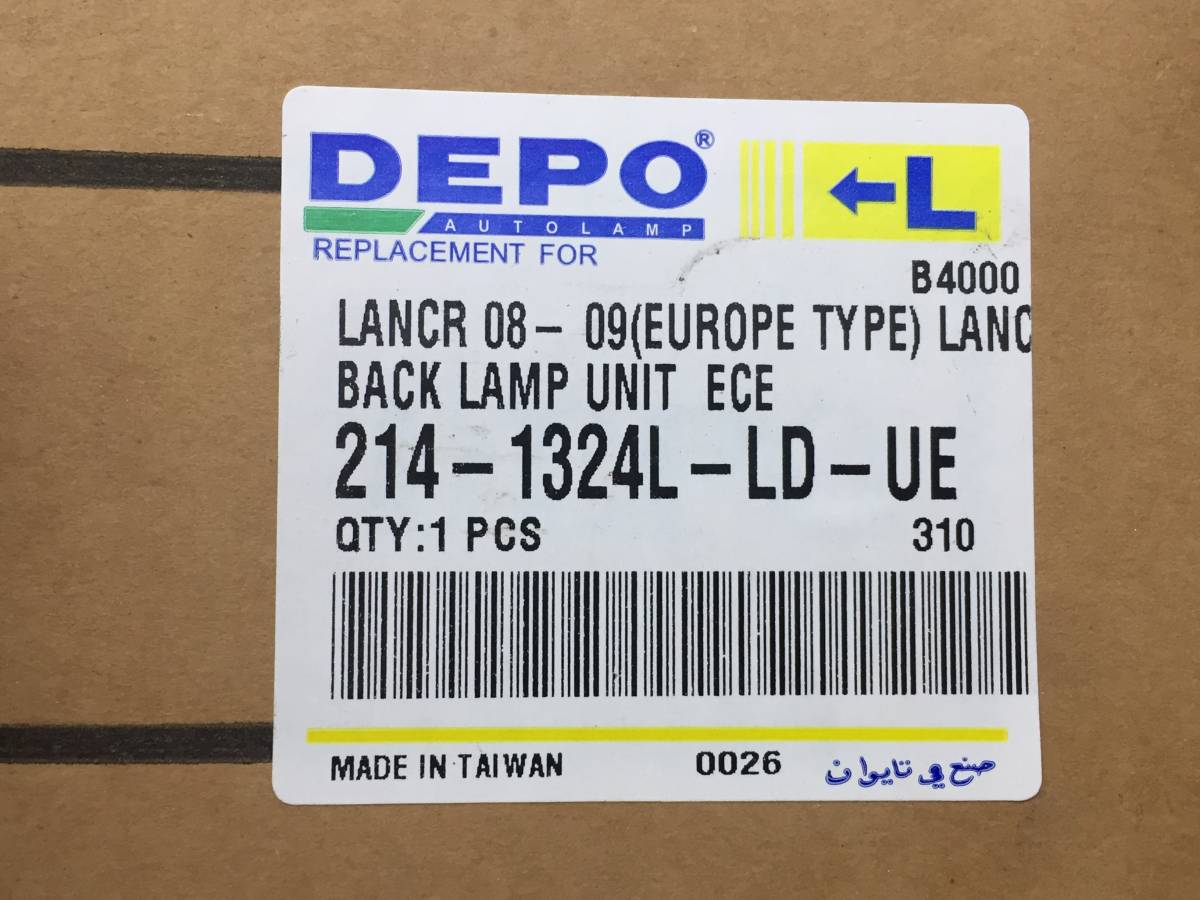 DEPO®
AUTOLAMP
REPLACEMENT FOR
←L
B4000
LANCR 08- 09(EUROPE TYPE) LANC
BACK LAMP UNIT ECE
214-1324L-LD-UE
QTY:1 PCS 310
MADE IN TAIWAN 0026 صنع في تايوان